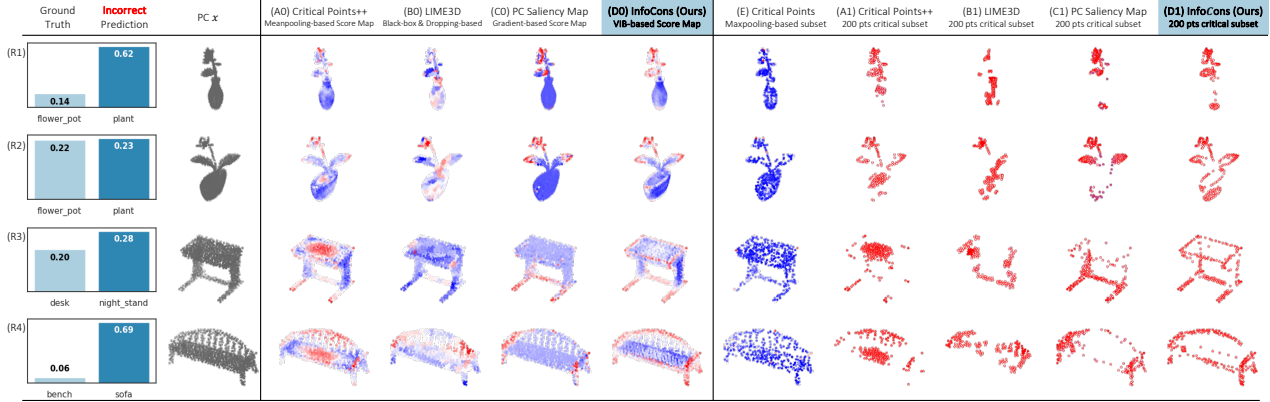 Ground Truth
Incorrect Prediction
PC x
(A0) Critical Points++
Meanpooling-based Score Map
(B0) LIME3D
Black-box & Dropping-based
(C0) PC Saliency Map
Gradient-based Score Map
(D0) InfoCons (Ours)
VIB-based Score Map
(E) Critical Points
Maxpooling-based subset
(A1) Critical Points++
200 pts critical subset
(B1) LIME3D
200 pts critical subset
(C1) PC Saliency Map
200 pts critical subset
(D1) InfoCons (Ours)
200 pts critical subset
(R1)
0.14
0.62
flower_pot
plant
(R2)
0.22
0.23
flower_pot
plant
(R3)
0.20
0.28
desk
night_stand
(R4)
0.06
0.69
bench
sofa